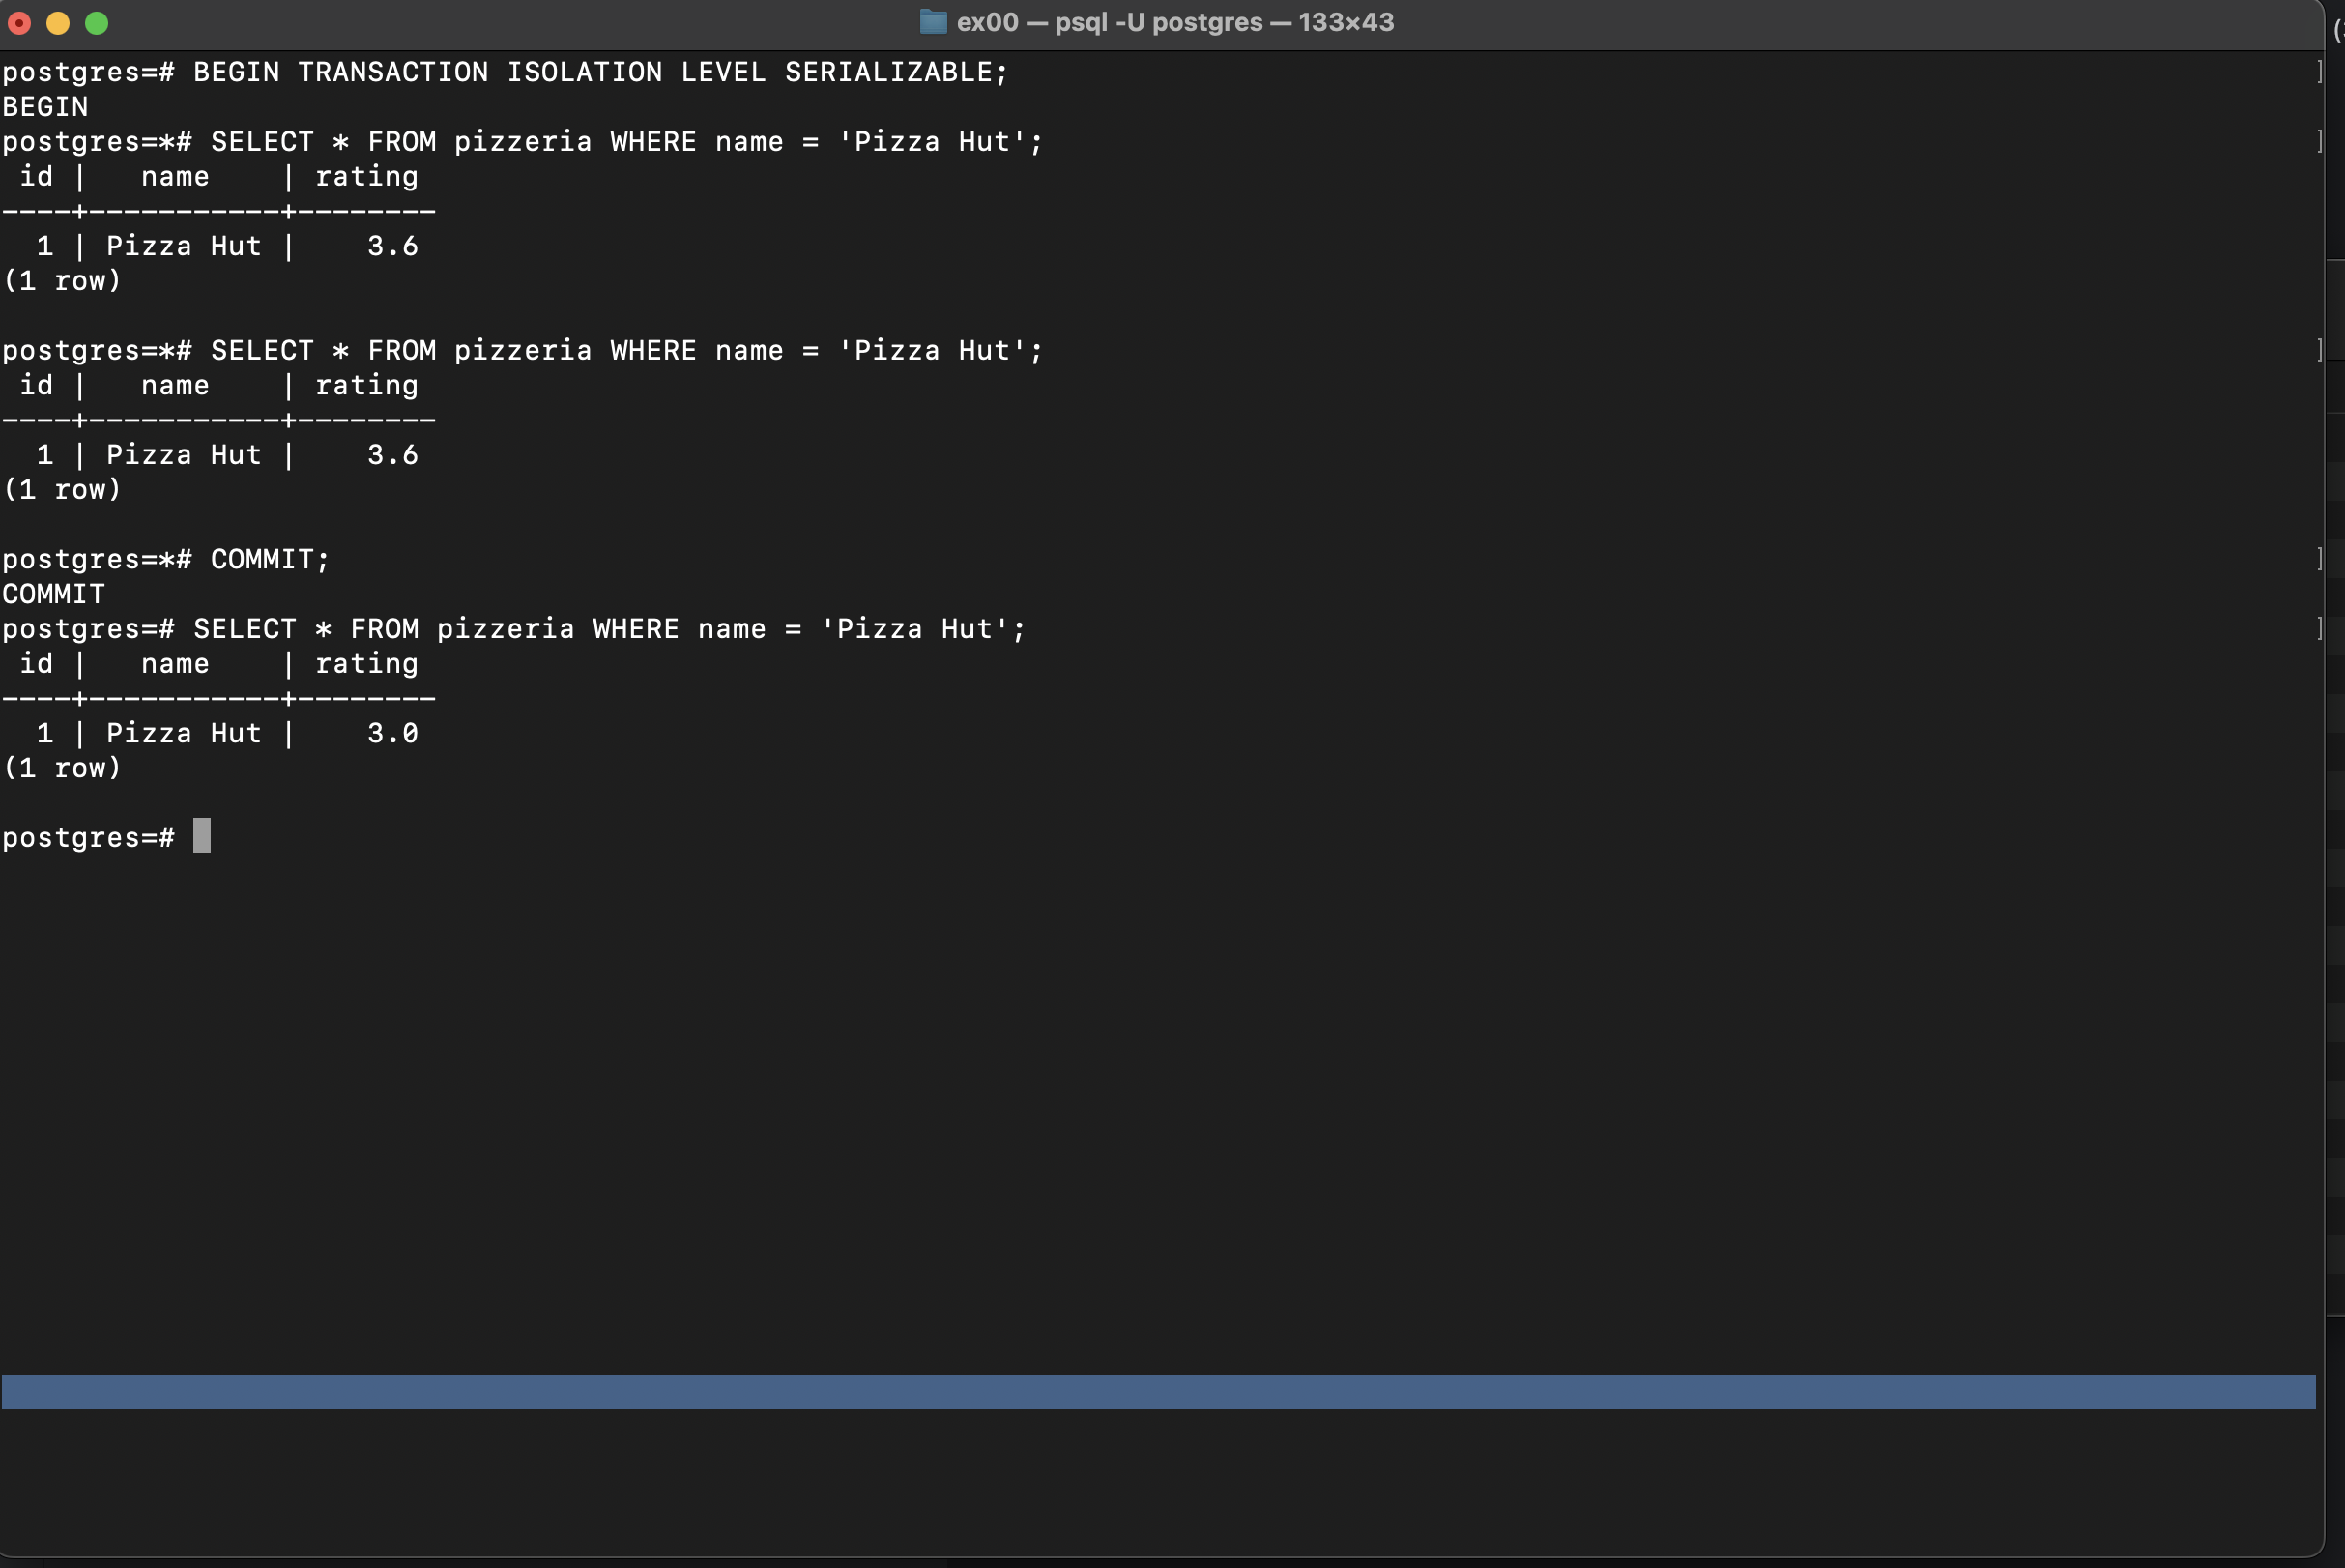 ex00 — psql -U postgres — 133×43
postgres=# BEGIN TRANSACTION ISOLATION LEVEL SERIALIZABLE;
BEGIN
postgres=*# SELECT * FROM pizzeria WHERE name = 'Pizza Hut';
 id |   name    | rating
----+-----------+--------
  1 | Pizza Hut |    3.6
(1 row)

postgres=*# SELECT * FROM pizzeria WHERE name = 'Pizza Hut';
 id |   name    | rating
----+-----------+--------
  1 | Pizza Hut |    3.6
(1 row)

postgres=*# COMMIT;
COMMIT
postgres=# SELECT * FROM pizzeria WHERE name = 'Pizza Hut';
 id |   name    | rating
----+-----------+--------
  1 | Pizza Hut |    3.0
(1 row)

postgres=#